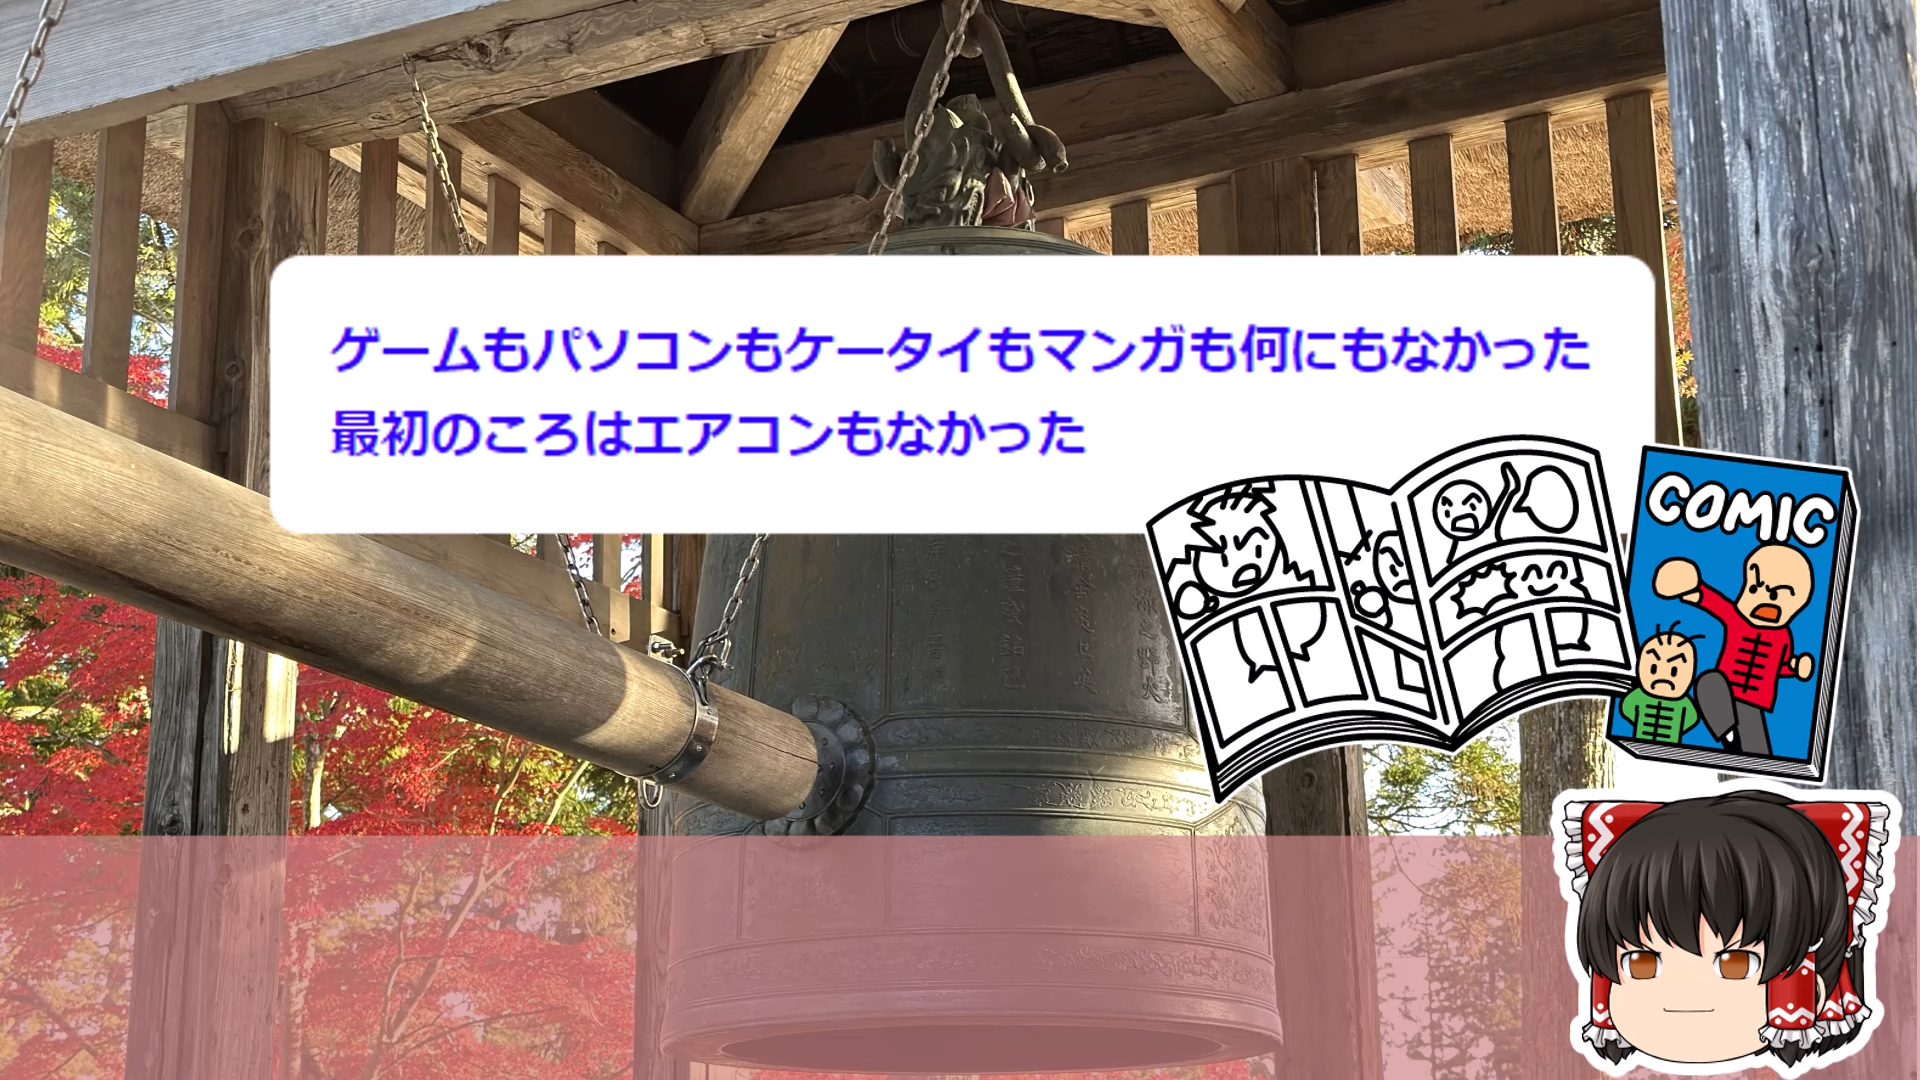 ゲームもパソコンもケータイもマンガも何にもなかった
最初のころはエアコンもなかった
COMIC